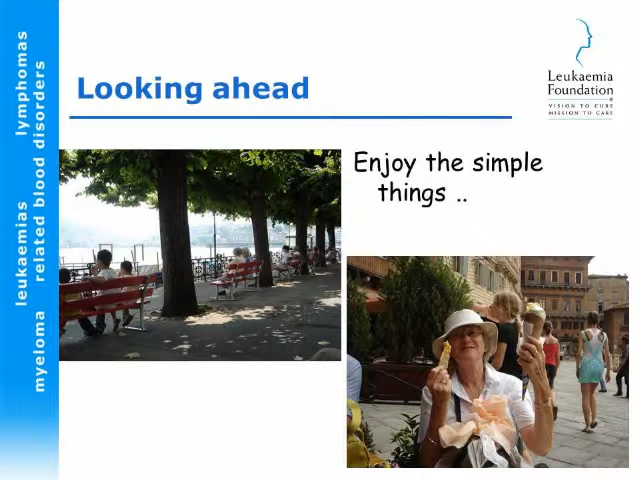 lymphomas
leukaemias
related blood disorders
myeloma
Looking ahead
Leukaemia
Foundation®
VISION TO CURE
MISSION TO CARE
Enjoy the simple
things ..